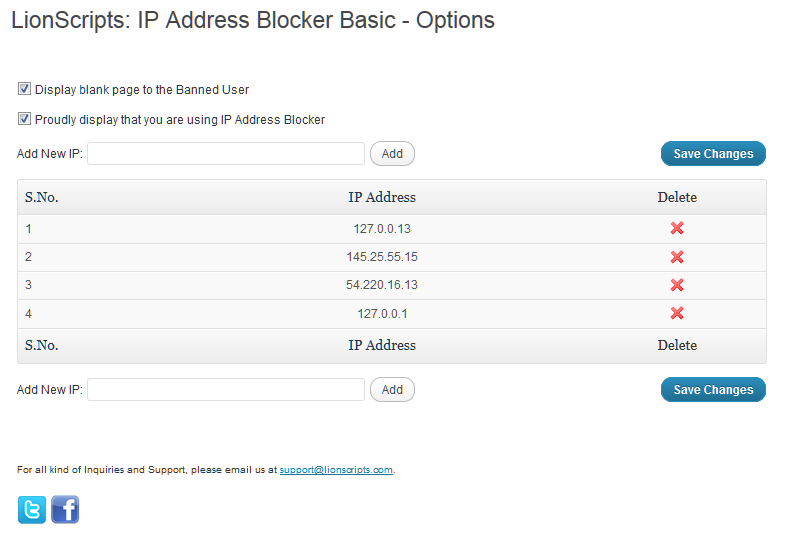 LionScripts: IP Address Blocker Basic - Options
Display blank page to the Banned User
Proudly display that you are using IP Address Blocker
Add New IP: Add Save Changes
S.No. IP Address Delete
1 127.0.0.13
2 145.25.55.15
3 54.220.16.13
4 127.0.0.1
S.No. IP Address Delete
Add New IP: Add Save Changes
For all kind of Inquiries and Support, please email us at support@lionscripts.com.